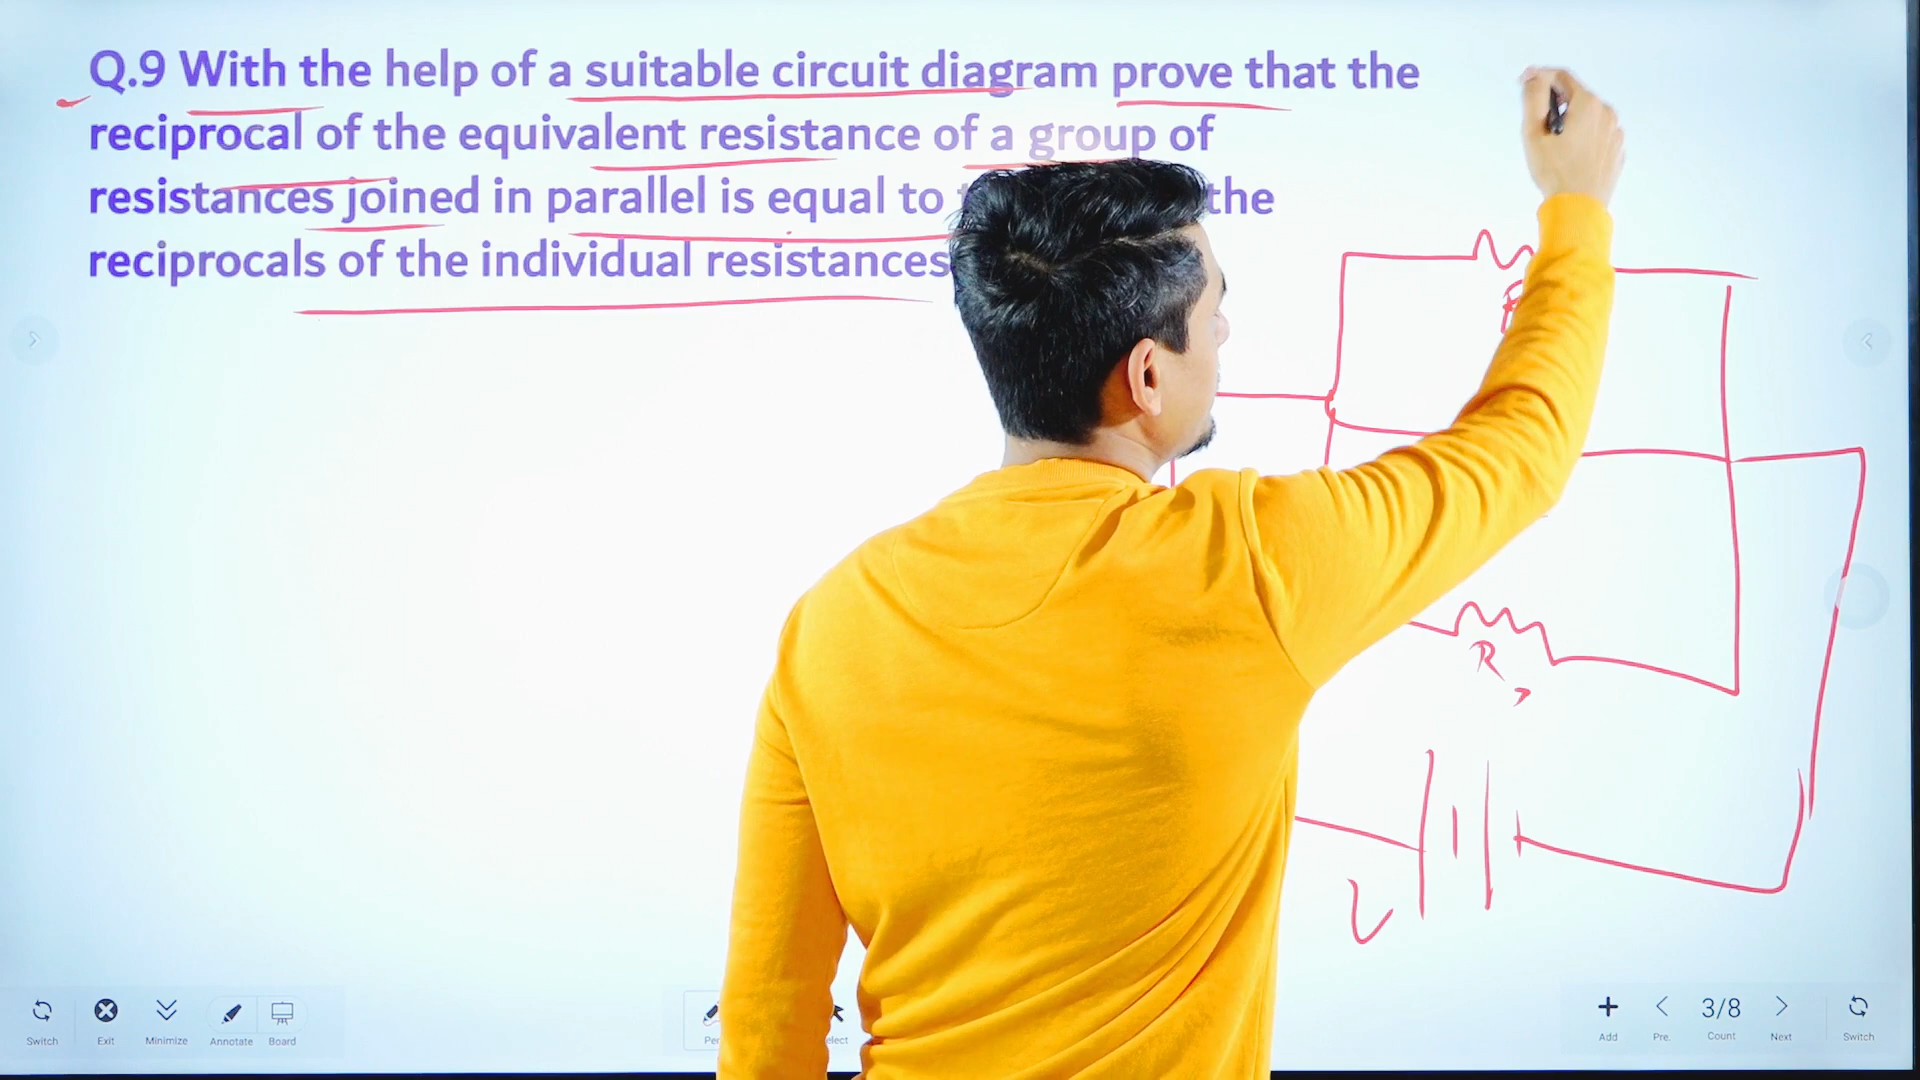 Q.9 With the help of a suitable circuit diagram prove that the
reciprocal of the equivalent resistance of a group of
resistances joined in parallel is equal to the
reciprocals of the individual resistances
R
V
Switch
Exit
Minimize
Annotate
Board
Add
Pre.
3/8
Count
Next
Switch